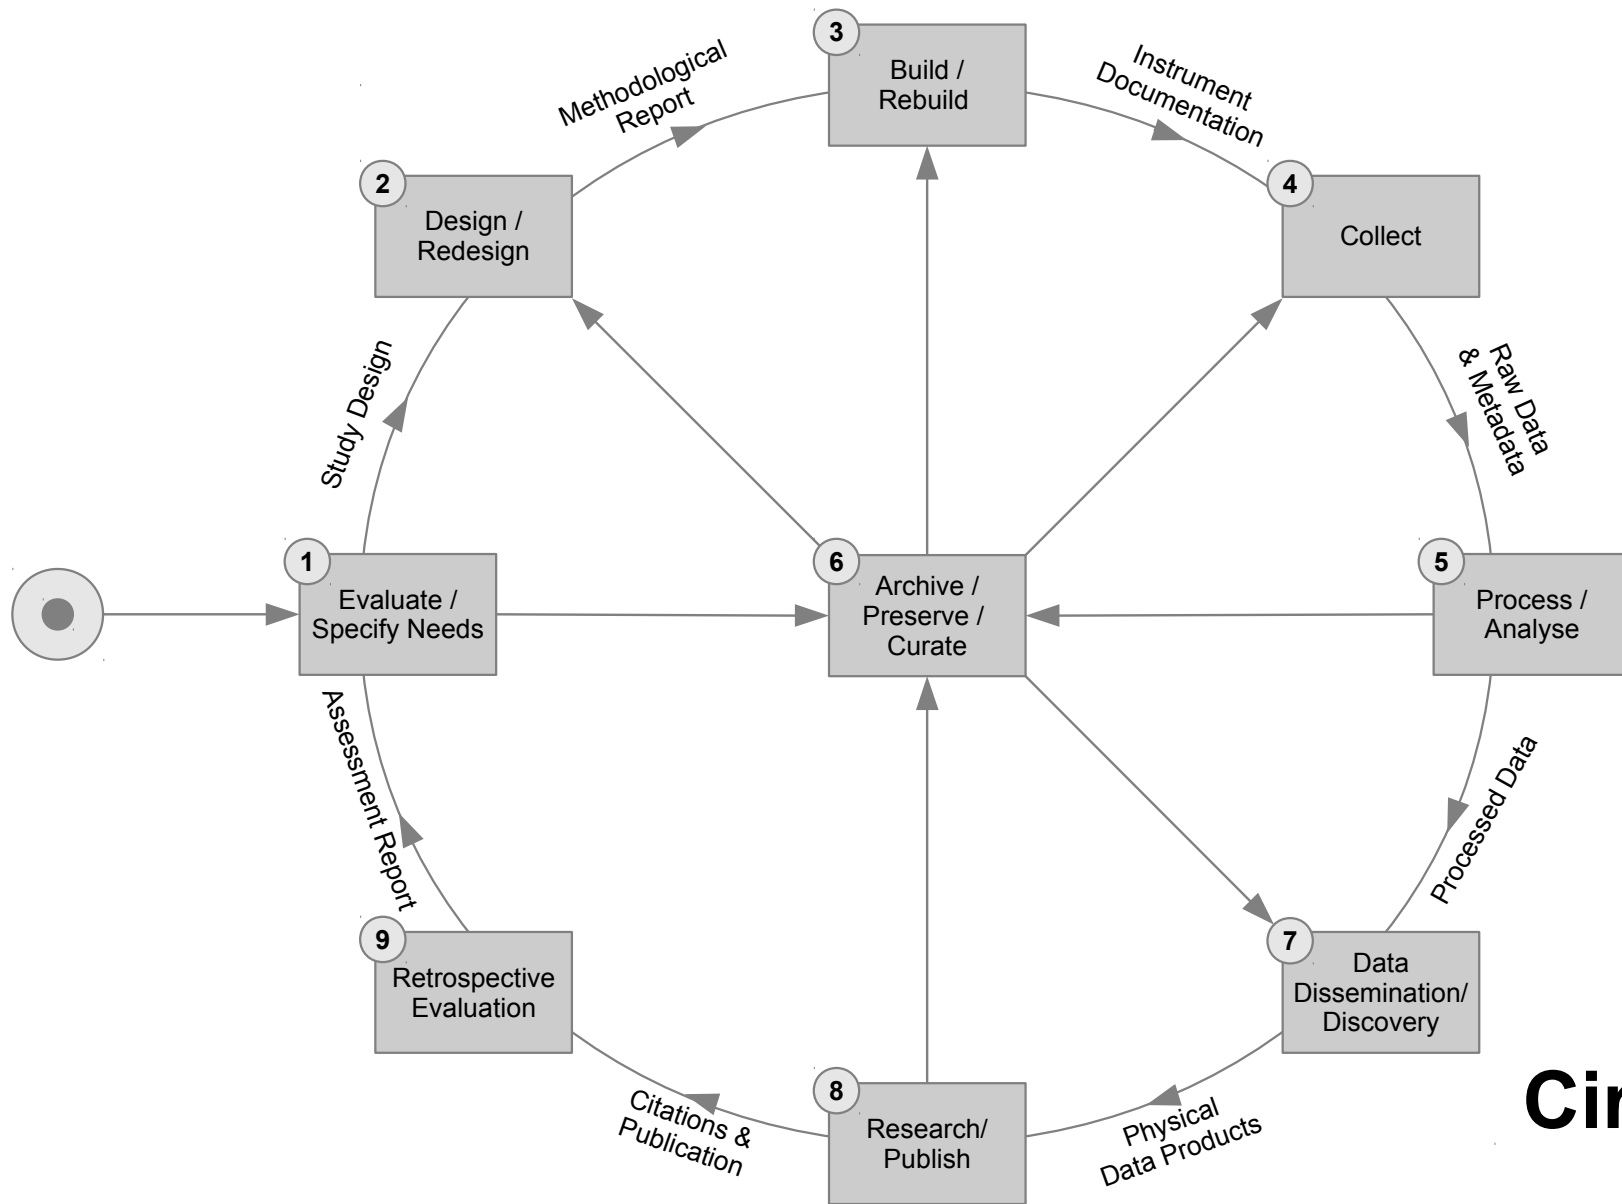 3
Build /
Rebuild
Methodological
Report
Instrument
Documentation
2
Design /
Redesign
4
Collect
Study Design
Raw Data
& Metadata
1
Evaluate /
Specify Needs
6
Archive /
Preserve /
Curate
5
Process /
Analyse
Assessment Report
Processed Data
9
Retrospective
Evaluation
7
Data
Dissemination/
Discovery
Citations &
Publication
8
Research/
Publish
Physical
Data Products